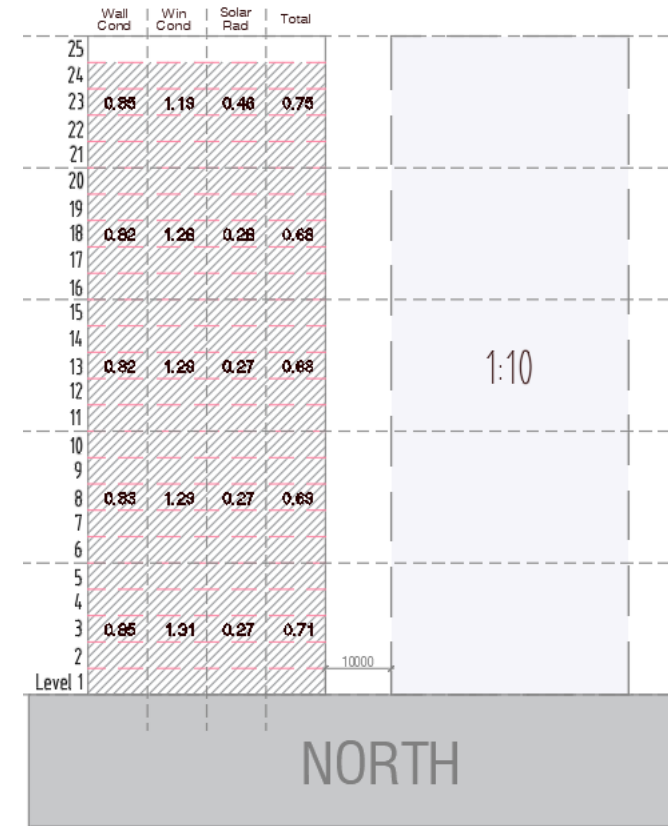 Wall Cond
Win Cond
Solar Rad
Total
25
24
23 0.85 1.19 0.46 0.75
22
21
20
19
18 0.82 1.26 0.28 0.68
17
16
15
14
13 0.82 1.29 0.27 0.68
1:10
12
11
10
9
8 0.83 1.29 0.27 0.69
7
6
5
4
3 0.85 1.31 0.27 0.71
2
10000
Level 1
NORTH